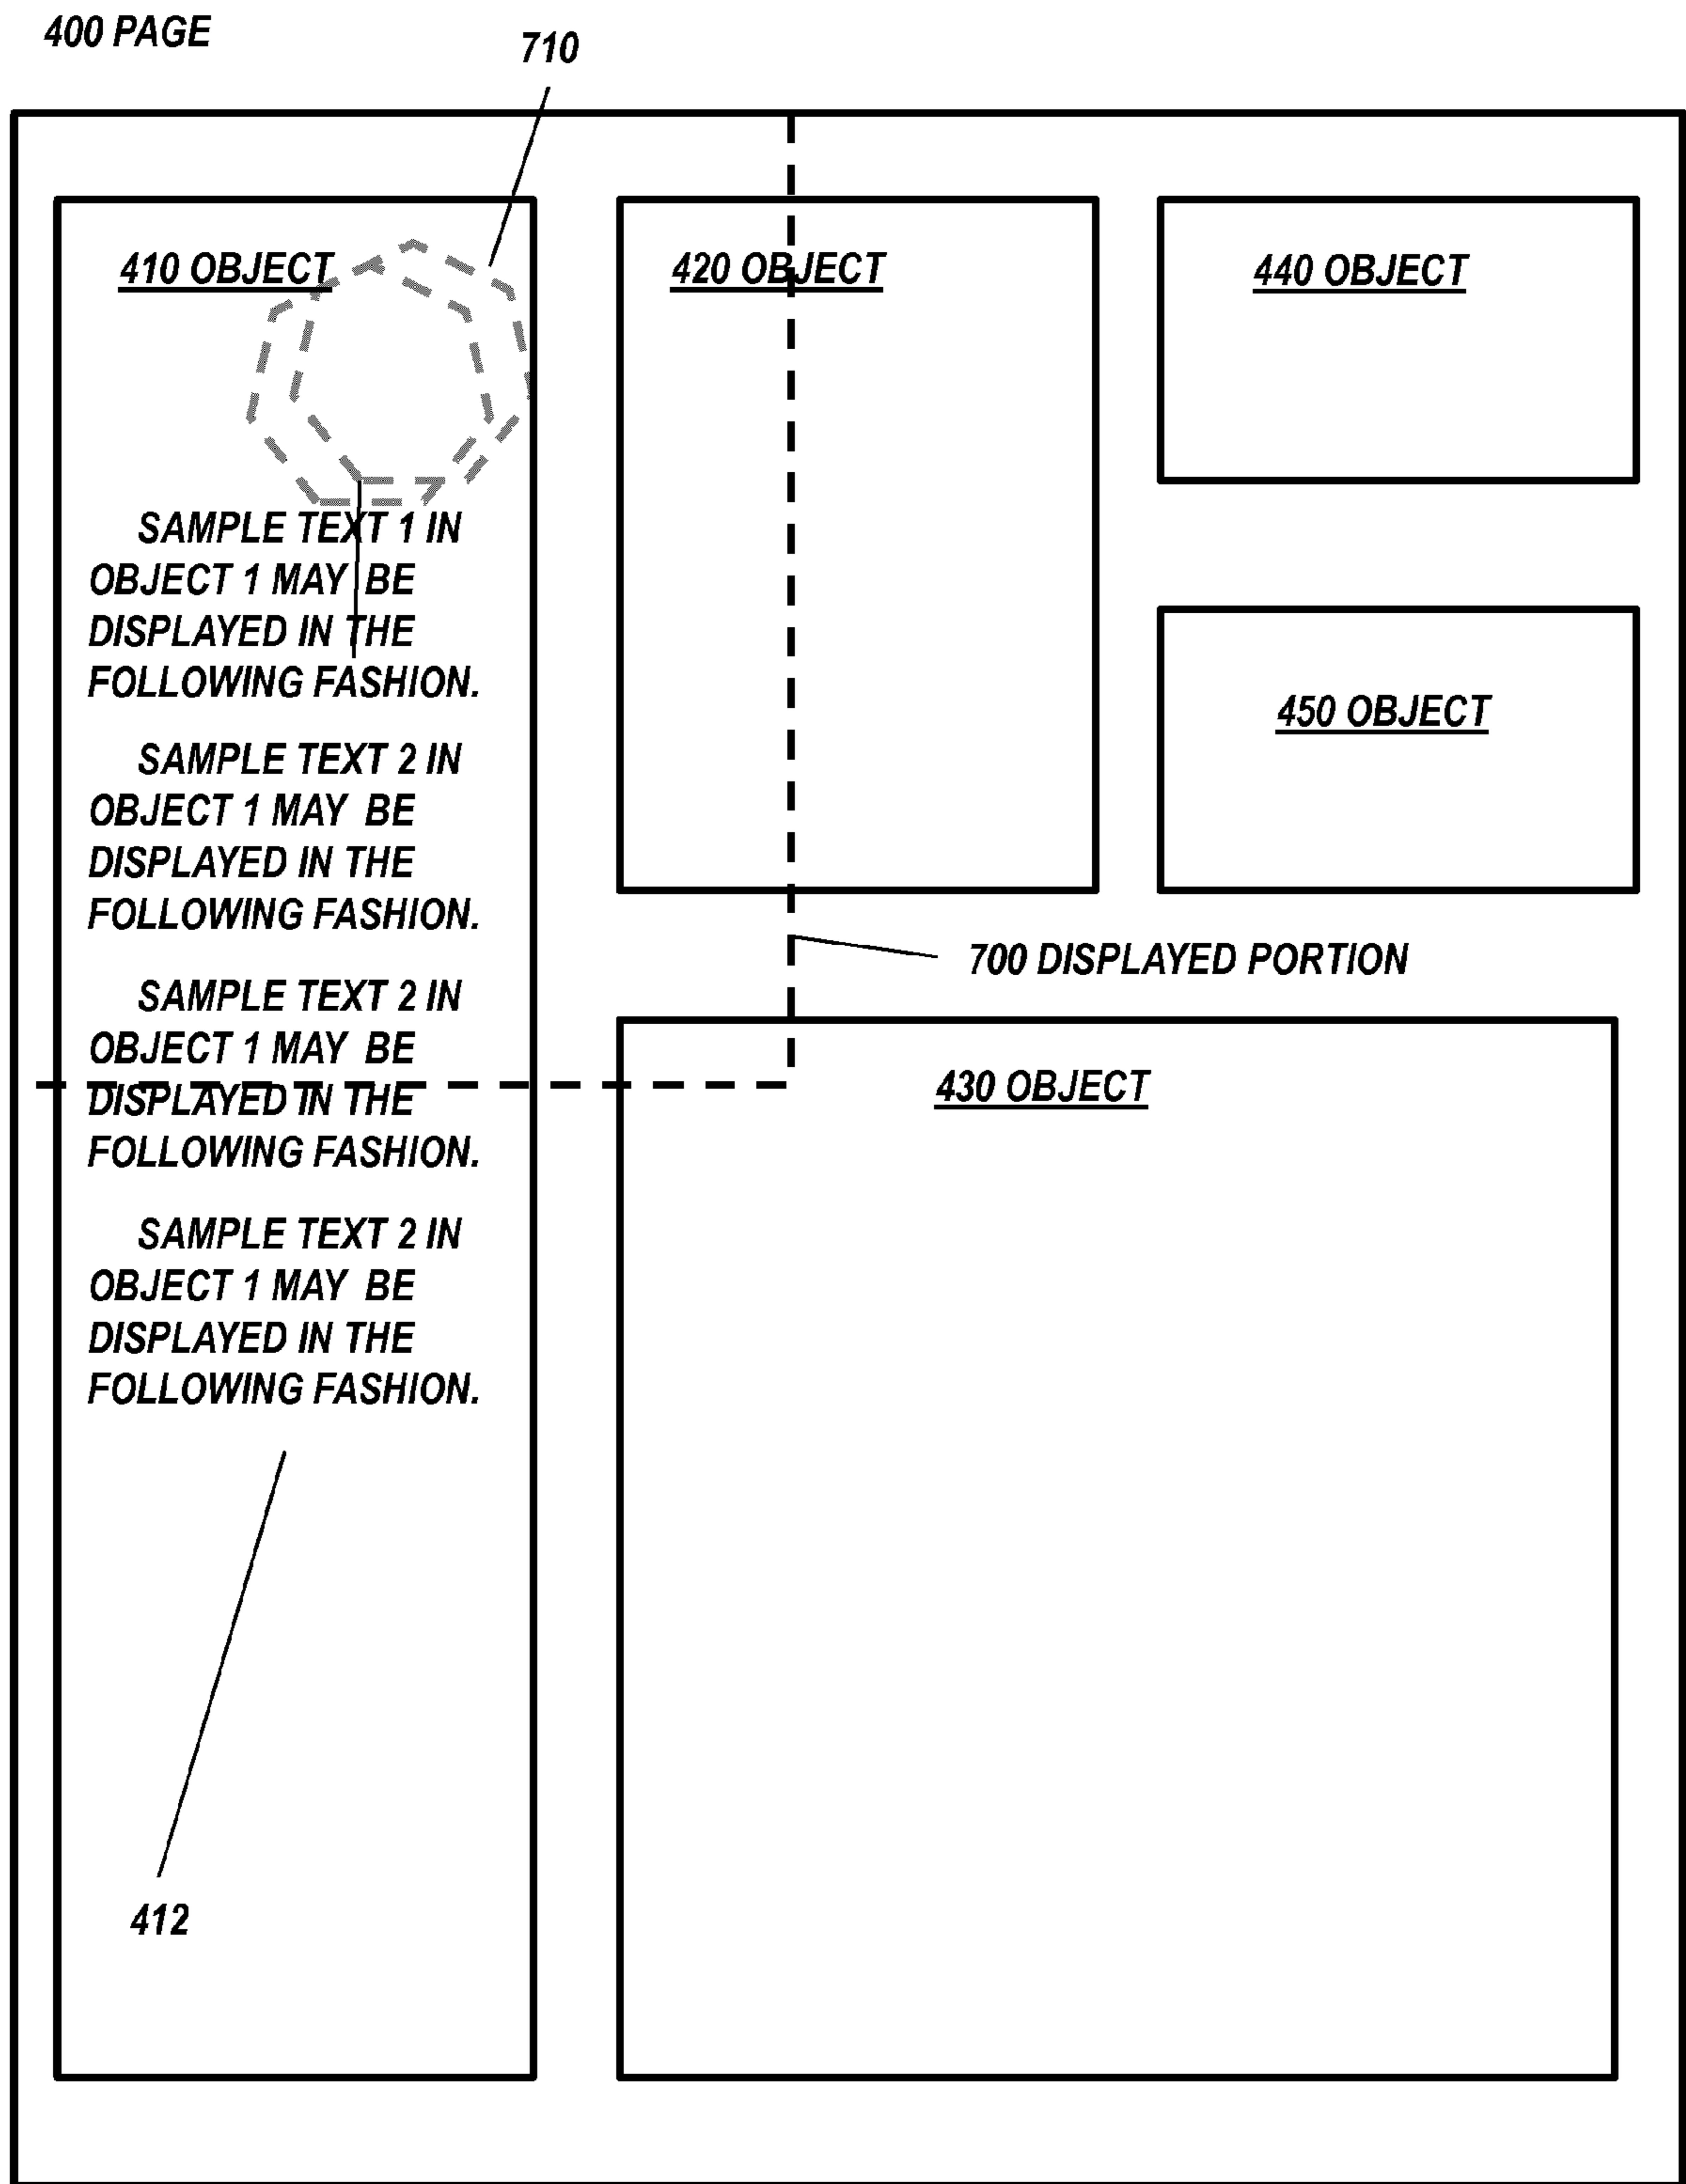 400 PAGE
710
410 OBJECT
420 OBJECT
440 OBJECT
SAMPLE TEXT 1 IN
OBJECT 1 MAY BE
DISPLAYED IN THE
FOLLOWING FASHION.
450 OBJECT
SAMPLE TEXT 2 IN
OBJECT 1 MAY BE
DISPLAYED IN THE
FOLLOWING FASHION.
700 DISPLAYED PORTION
SAMPLE TEXT 2 IN
OBJECT 1 MAY BE
DISPLAYED IN THE
FOLLOWING FASHION.
430 OBJECT
SAMPLE TEXT 2 IN
OBJECT 1 MAY BE
DISPLAYED IN THE
FOLLOWING FASHION.
412